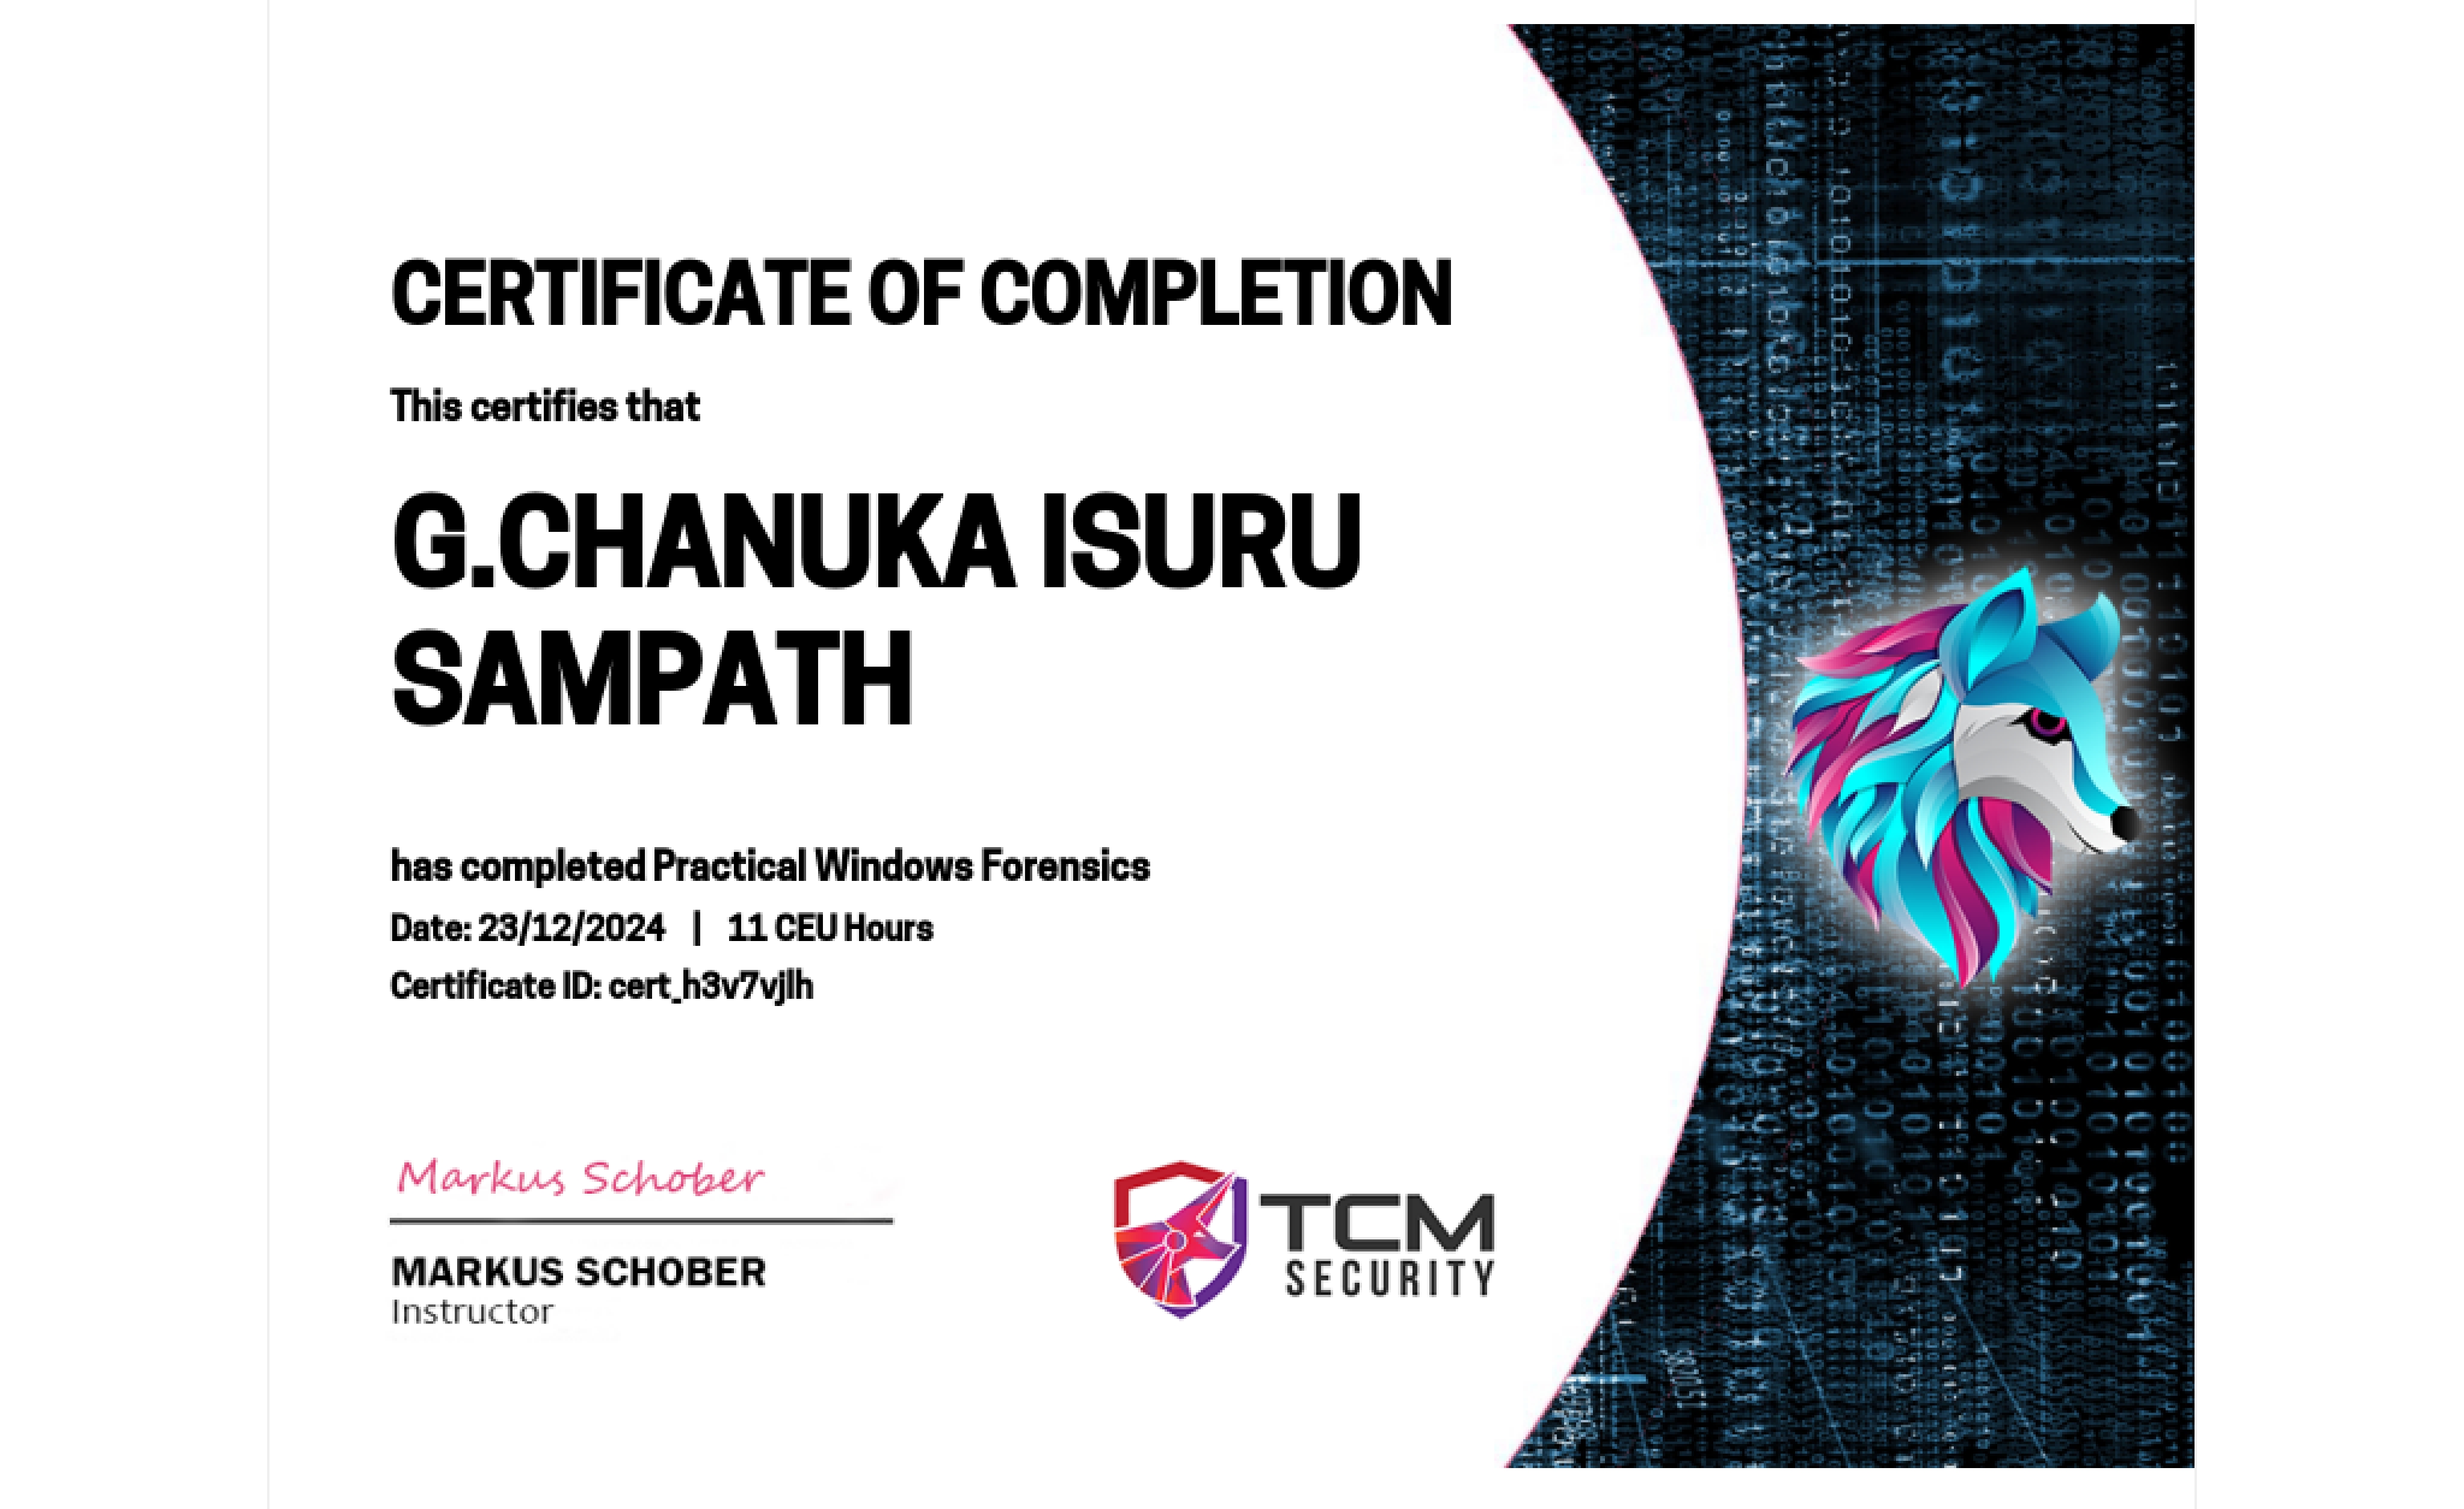 CERTIFICATE OF COMPLETION
This certifies that
G.CHANUKA ISURU
SAMPATH
has completed Practical Windows Forensics
Date: 23/12/2024 | 11 CEU Hours
Certificate ID: cert_h3v7vjlh
Markus Schober
MARKUS SCHOBER
Instructor
TCM
SECURITY